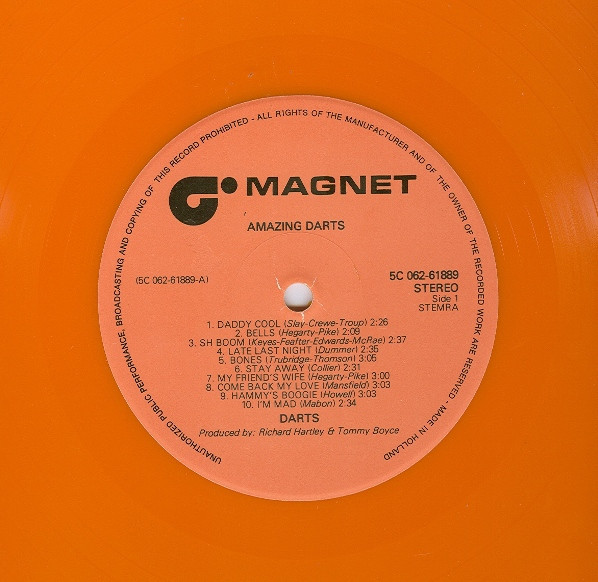 UNAUTHORIZED PUBLIC PERFORMANCE, BROADCASTING AND COPYING OF THIS RECORD PROHIBITED - ALL RIGHTS OF THE MANUFACTURER AND OF THE OWNER OF THE RECORDED WORK ARE RESERVED - MADE IN HOLLAND
MAGNET
AMAZING DARTS
(5C 062-61889-A)
5C 062-61889
STEREO
Side 1
STEMRA
1. DADDY COOL (Slay-Crewe-Troup) 2:26
2. BELLS (Hegarty-Pike) 2:09
3. SH BOOM (Keyes-Feafter-Edwards-McRae) 2:37
4. LATE LAST NIGHT (Dummer) 2:35
5. BONES (Trubridge-Thomson) 3:05
6. STAY AWAY (Collier) 2:31
7. MY FRIEND'S WIFE (Hegarty-Pike) 3:00
8. COME BACK MY LOVE (Mansfield) 3:03
9. HAMMY'S BOOGIE (Howell) 3:03
10. I'M MAD (Mabon) 2:34
DARTS
Produced by: Richard Hartley & Tommy Boyce